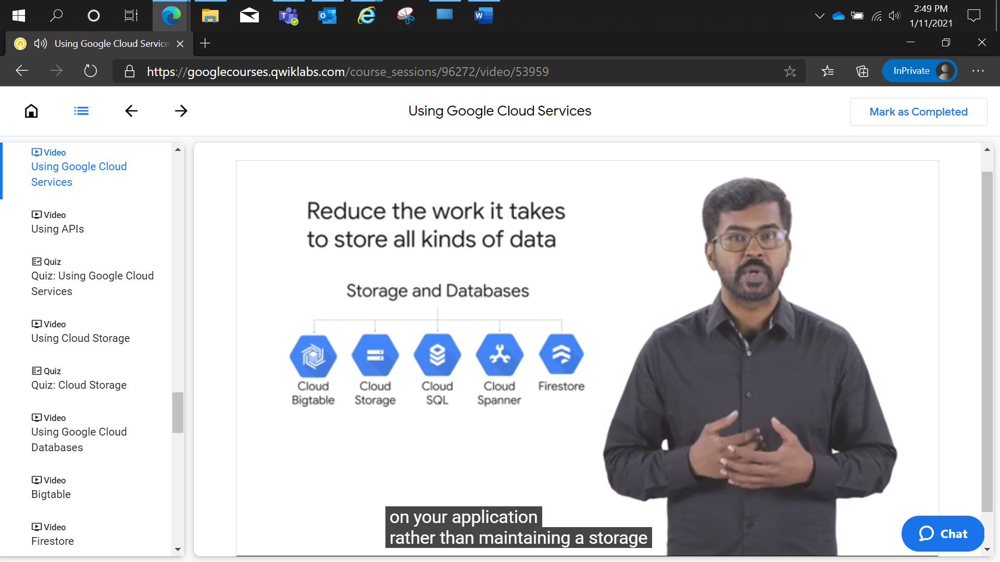 2:49 PM
1/11/2021
Using Google Cloud Service
https://googlecourses.qwiklabs.com/course_sessions/96272/video/53959
InPrivate
Using Google Cloud Services
Mark as Completed
Video
Using Google Cloud
Services
Video
Using APIs
Quiz
Quiz: Using Google Cloud
Services
Video
Using Cloud Storage
Quiz
Quiz: Cloud Storage
Video
Using Google Cloud
Databases
Video
Bigtable
Video
Firestore
Reduce the work it takes
to store all kinds of data
Storage and Databases
Cloud
Bigtable
Cloud
Storage
Cloud
SQL
Cloud
Spanner
Firestore
on your application
rather than maintaining a storage
Chat